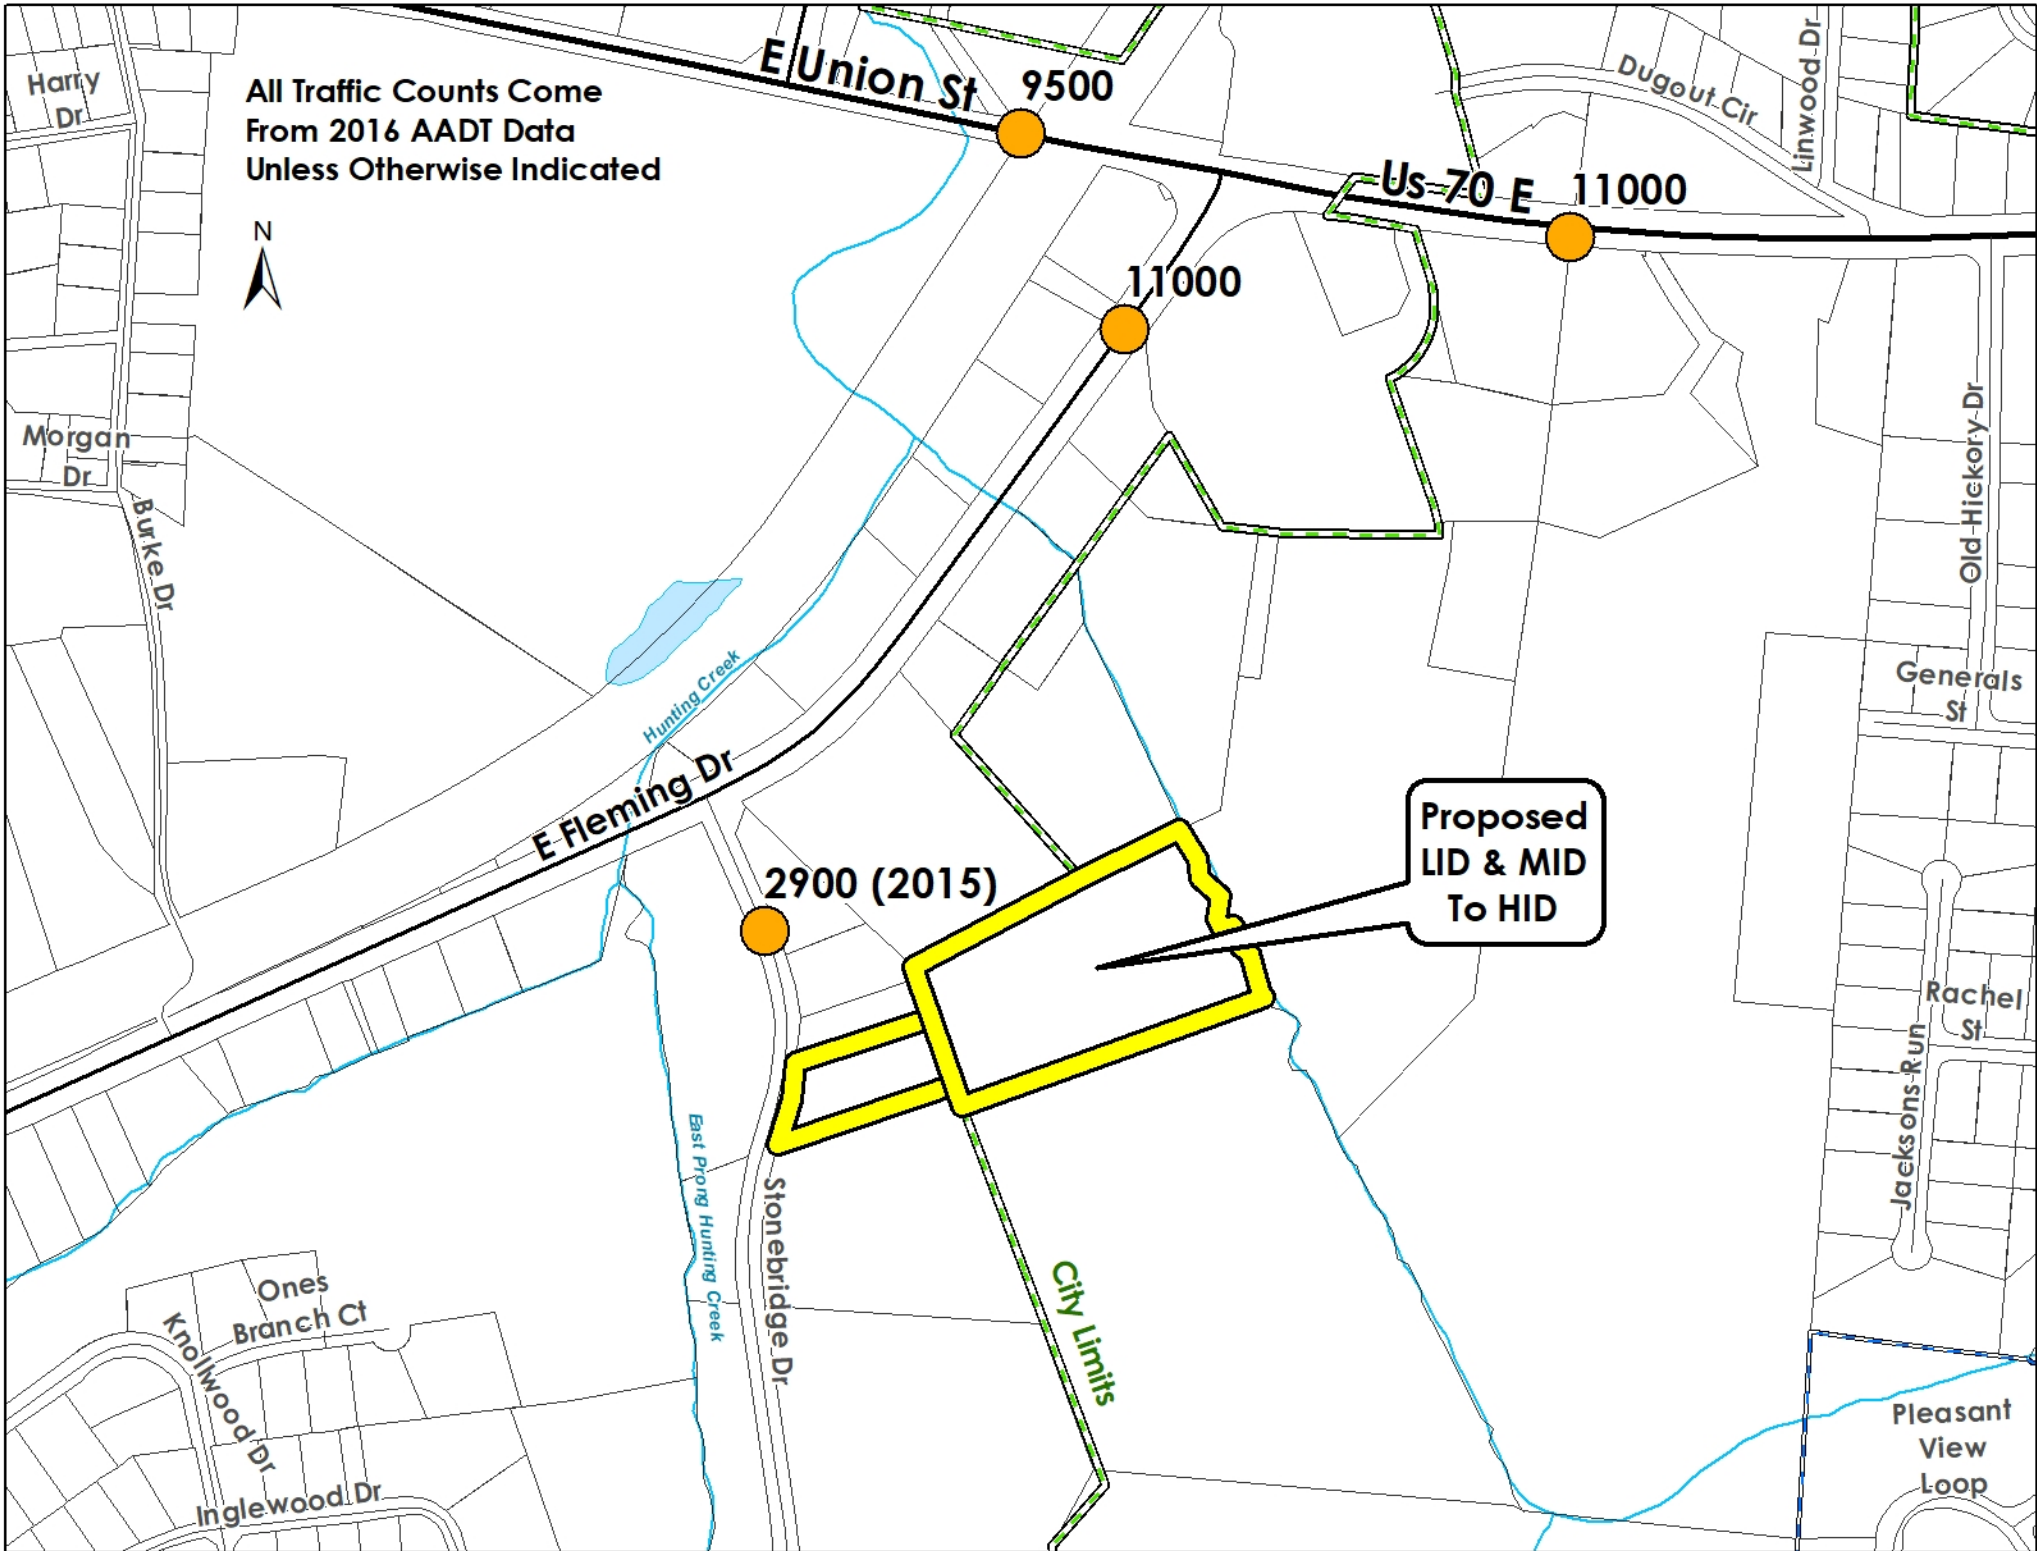 E Union St
9500
Harry
Dr
All Traffic Counts Come
From 2016 AADT Data
Unless Otherwise Indicated
N
Dugout Cir
Linwood Dr
Us 70 E
11000
11000
Morgan
Dr
Burke Dr
Old Hickory Dr
Hunting Creek
Generals
St
E Fleming Dr
Proposed
LID & MID
To HID
2900 (2015)
Rachel
St
Jacksons Run
East Prong Hunting Creek
Stonebridge Dr
City Limits
Ones
Branch Ct
Knollwood Dr
Inglewood Dr
Pleasant
View
Loop